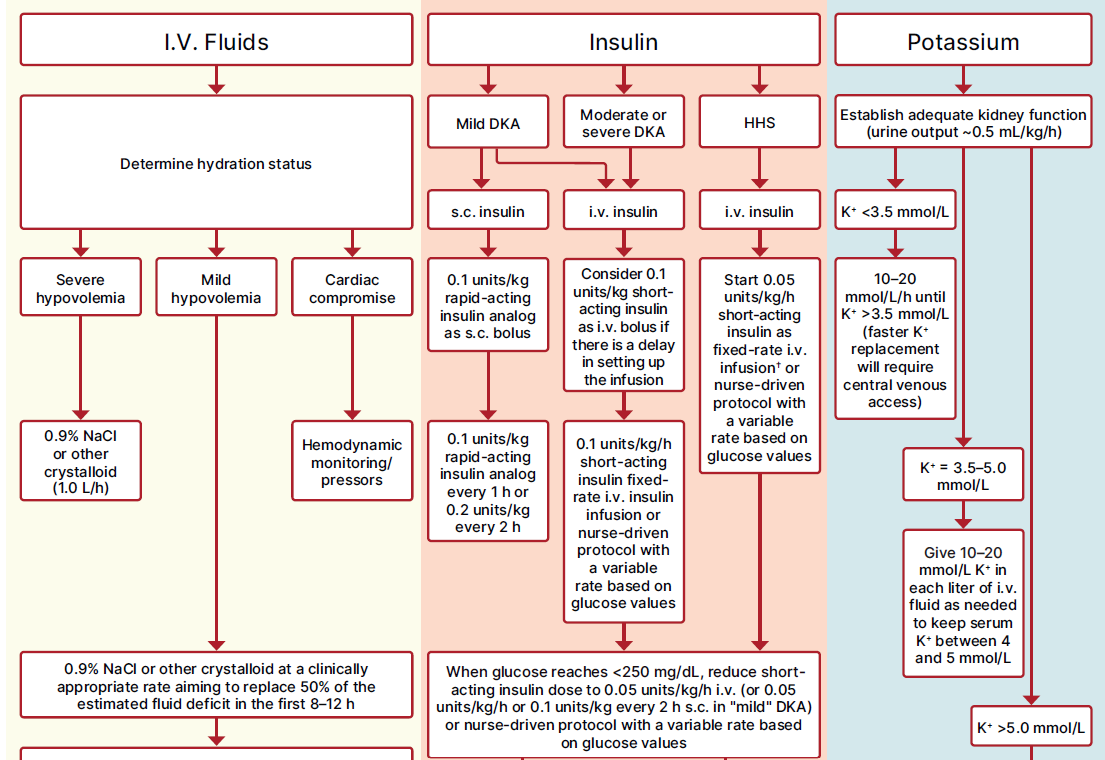 I.V. Fluids
Determine hydration status
Severe
hypovolemia
Mild
hypovolemia
Cardiac
compromise
0.9% NaCl
or other
crystalloid
(1.0 L/h)
Hemodynamic
monitoring/
pressors
0.9% NaCl or other crystalloid at a clinically
appropriate rate aiming to replace 50% of the
estimated fluid deficit in the first 8–12 h
Insulin
Mild DKA
Moderate or
severe DKA
HHS
s.c. insulin
i.v. insulin
i.v. insulin
0.1 units/kg
rapid-acting
insulin analog
as s.c. bolus
Consider 0.1
units/kg short-
acting insulin
as i.v. bolus if
there is a delay
in setting up
the infusion
Start 0.05
units/kg/h
short-acting
insulin as
fixed-rate i.v.
infusion† or
nurse-driven
protocol with
a variable
rate based on
glucose values
0.1 units/kg
rapid-acting
insulin analog
every 1 h or
0.2 units/kg
every 2 h
0.1 units/kg/h
short-acting
insulin fixed-
rate i.v. insulin
infusion or
nurse-driven
protocol with
a variable
rate based on
glucose values
When glucose reaches <250 mg/dL, reduce short-
acting insulin dose to 0.05 units/kg/h i.v. (or 0.05
units/kg/h or 0.1 units/kg every 2 h s.c. in "mild" DKA)
or nurse-driven protocol with a variable rate based
on glucose values
Potassium
Establish adequate kidney function
(urine output ~0.5 mL/kg/h)
K⁺ <3.5 mmol/L
10–20
mmol/L/h until
K⁺ >3.5 mmol/L
(faster K⁺
replacement
will require
central venous
access)
K⁺ = 3.5–5.0
mmol/L
Give 10–20
mmol/L K⁺ in
each liter of i.v.
fluid as needed
to keep serum
K⁺ between 4
and 5 mmol/L
K⁺ >5.0 mmol/L